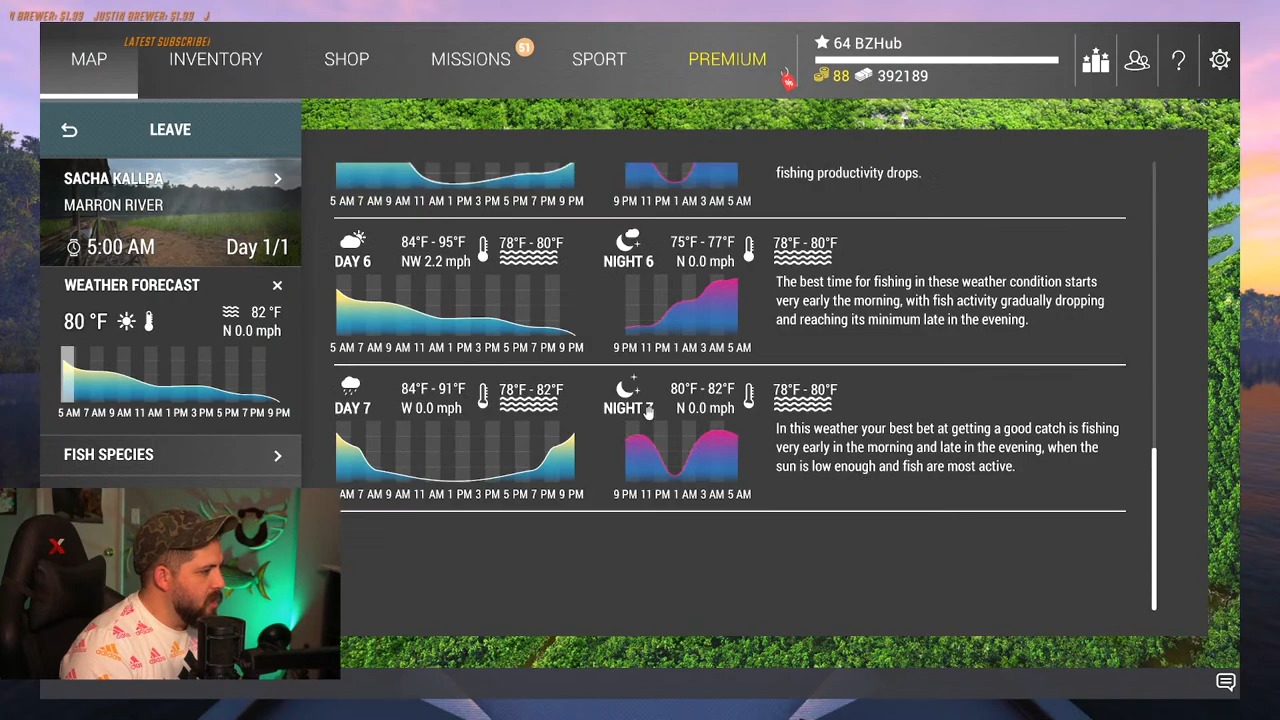 N BREWER: $1.99 JUSTIN BREWER: $1.99 J
LATEST SUBSCRIBE
MAP
INVENTORY
SHOP
MISSIONS
51
SPORT
PREMIUM
%
64 BZHub
88 392189
?
LEAVE
SACHA KALLPA
MARRON RIVER
5:00 AM Day 1/1
WEATHER FORECAST
80 °F
82 °F
N 0.0 mph
5 AM 7 AM 9 AM 11 AM 1 PM 3 PM 5 PM 7 PM 9 PM
FISH SPECIES
fishing productivity drops.
5 AM 7 AM 9 AM 11 AM 1 PM 3 PM 5 PM 7 PM 9 PM
9 PM 11 PM 1 AM 3 AM 5 AM
DAY 6
84°F - 95°F
NW 2.2 mph
78°F - 80°F
NIGHT 6
75°F - 77°F
N 0.0 mph
78°F - 80°F
The best time for fishing in these weather condition starts
very early the morning, with fish activity gradually dropping
and reaching its minimum late in the evening.
5 AM 7 AM 9 AM 11 AM 1 PM 3 PM 5 PM 7 PM 9 PM
9 PM 11 PM 1 AM 3 AM 5 AM
DAY 7
84°F - 91°F
W 0.0 mph
78°F - 82°F
NIGHT 7
80°F - 82°F
N 0.0 mph
78°F - 80°F
In this weather your best bet at getting a good catch is fishing
very early in the morning and late in the evening, when the
sun is low enough and fish are most active.
AM 7 AM 9 AM 11 AM 1 PM 3 PM 5 PM 7 PM 9 PM
9 PM 11 PM 1 AM 3 AM 5 AM
X